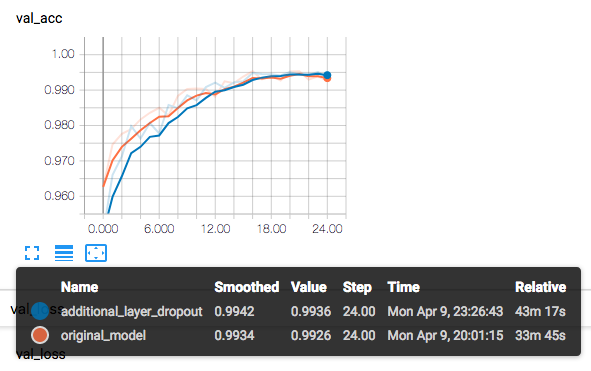 val_acc
1.00
0.990
0.980
0.970
0.960
0.000 6.000 12.00 18.00 24.00
Name Smoothed Value Step Time Relative
additional_layer_dropout 0.9942 0.9936 24.00 Mon Apr 9, 23:26:43 43m 17s
original_model 0.9934 0.9926 24.00 Mon Apr 9, 20:01:15 33m 45s
val_loss